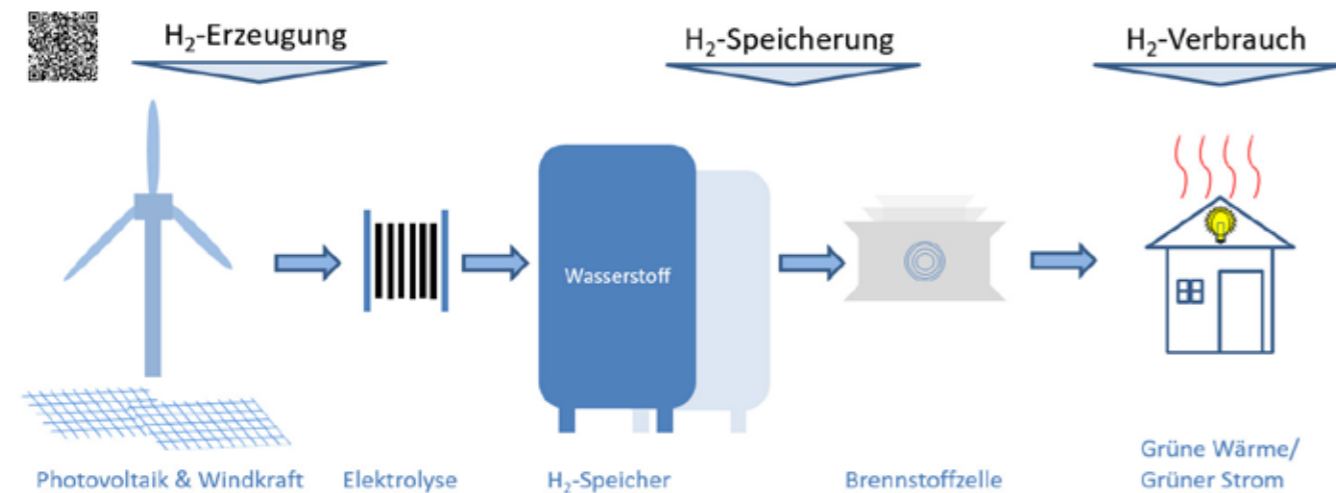 H₂-Erzeugung
H₂-Speicherung
H₂-Verbrauch
Wasserstoff
Photovoltaik & Windkraft
Elektrolyse
H₂-Speicher
Brennstoffzelle
Grüne Wärme/
Grüner Strom